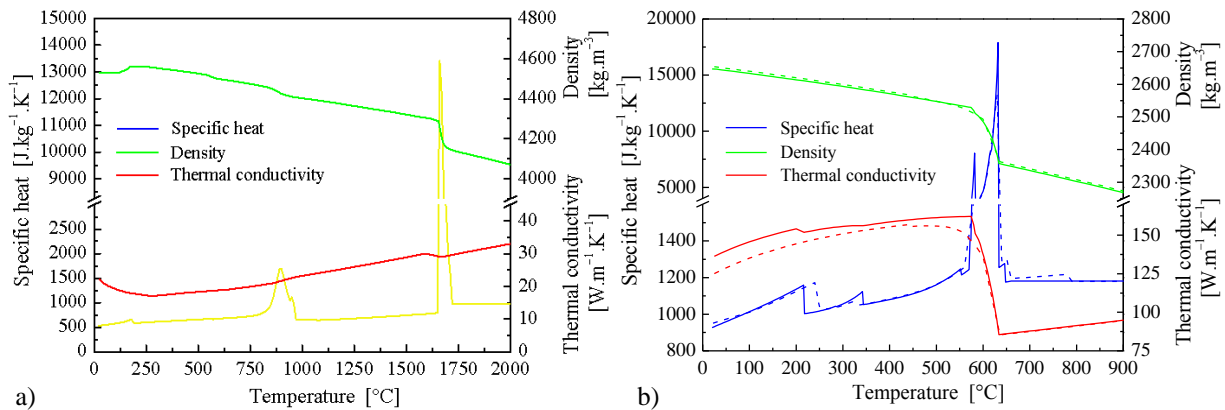 15000
14000
13000
12000
11000
10000
9000
2500
2000
1500
1000
500
0
Specific heat [J.kg⁻¹.K⁻¹]
4800
4600
4400
4200
4000
40
30
20
10
0
Density
[kg.m⁻³]
Thermal conductivity
[W.m⁻¹.K⁻¹]
Specific heat
Density
Thermal conductivity
0 250 500 750 1000 1250 1500 1750 2000
Temperature [°C]
a)
20000
15000
10000
5000
1400
1200
1000
800
Specific heat [J.kg⁻¹.K⁻¹]
2800
2700
2600
2500
2400
2300
150
125
100
75
Density
[kg.m⁻³]
Thermal conductivity
[W.m⁻¹.K⁻¹]
Specific heat
Density
Thermal conductivity
0 100 200 300 400 500 600 700 800 900
Temperature [°C]
b)